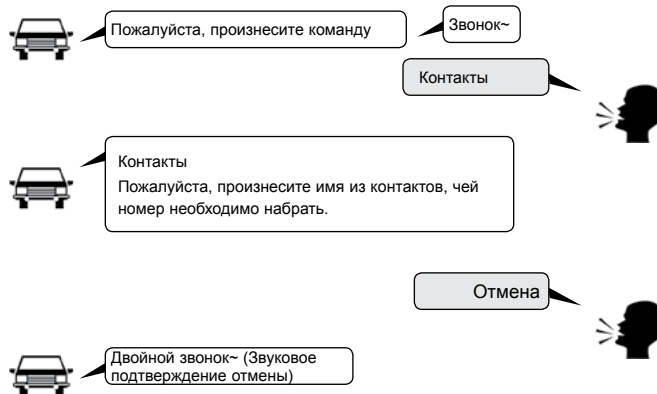 Пожалуйста, произнесите команду
Звонок~
Контакты
Контакты
Пожалуйста, произнесите имя из контактов, чей
номер необходимо набрать.
Отмена
Двойной звонок~ (Звуковое
подтверждение отмены)